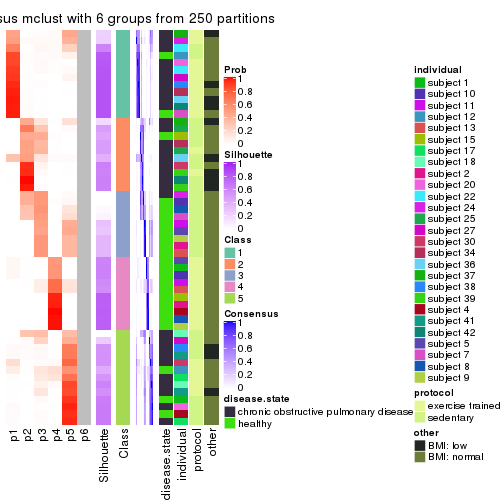 sus mclust with 6 groups from 250 partitions
p1
p2
p3
p4
p5
p6
Silhouette
Class
disease.state
individual
protocol
other
Prob
1
0.8
0.6
0.4
0.2
0
Silhouette
1
0.8
0.6
0.4
0.2
0
Class
1
2
3
4
5
Consensus
1
0.8
0.6
0.4
0.2
0
disease.state
chronic obstructive pulmonary disease
healthy
individual
subject 1
subject 10
subject 11
subject 12
subject 13
subject 15
subject 17
subject 18
subject 2
subject 20
subject 22
subject 24
subject 25
subject 27
subject 30
subject 34
subject 36
subject 37
subject 38
subject 39
subject 4
subject 41
subject 42
subject 5
subject 7
subject 8
subject 9
protocol
exercise trained
sedentary
other
BMI: low
BMI: normal